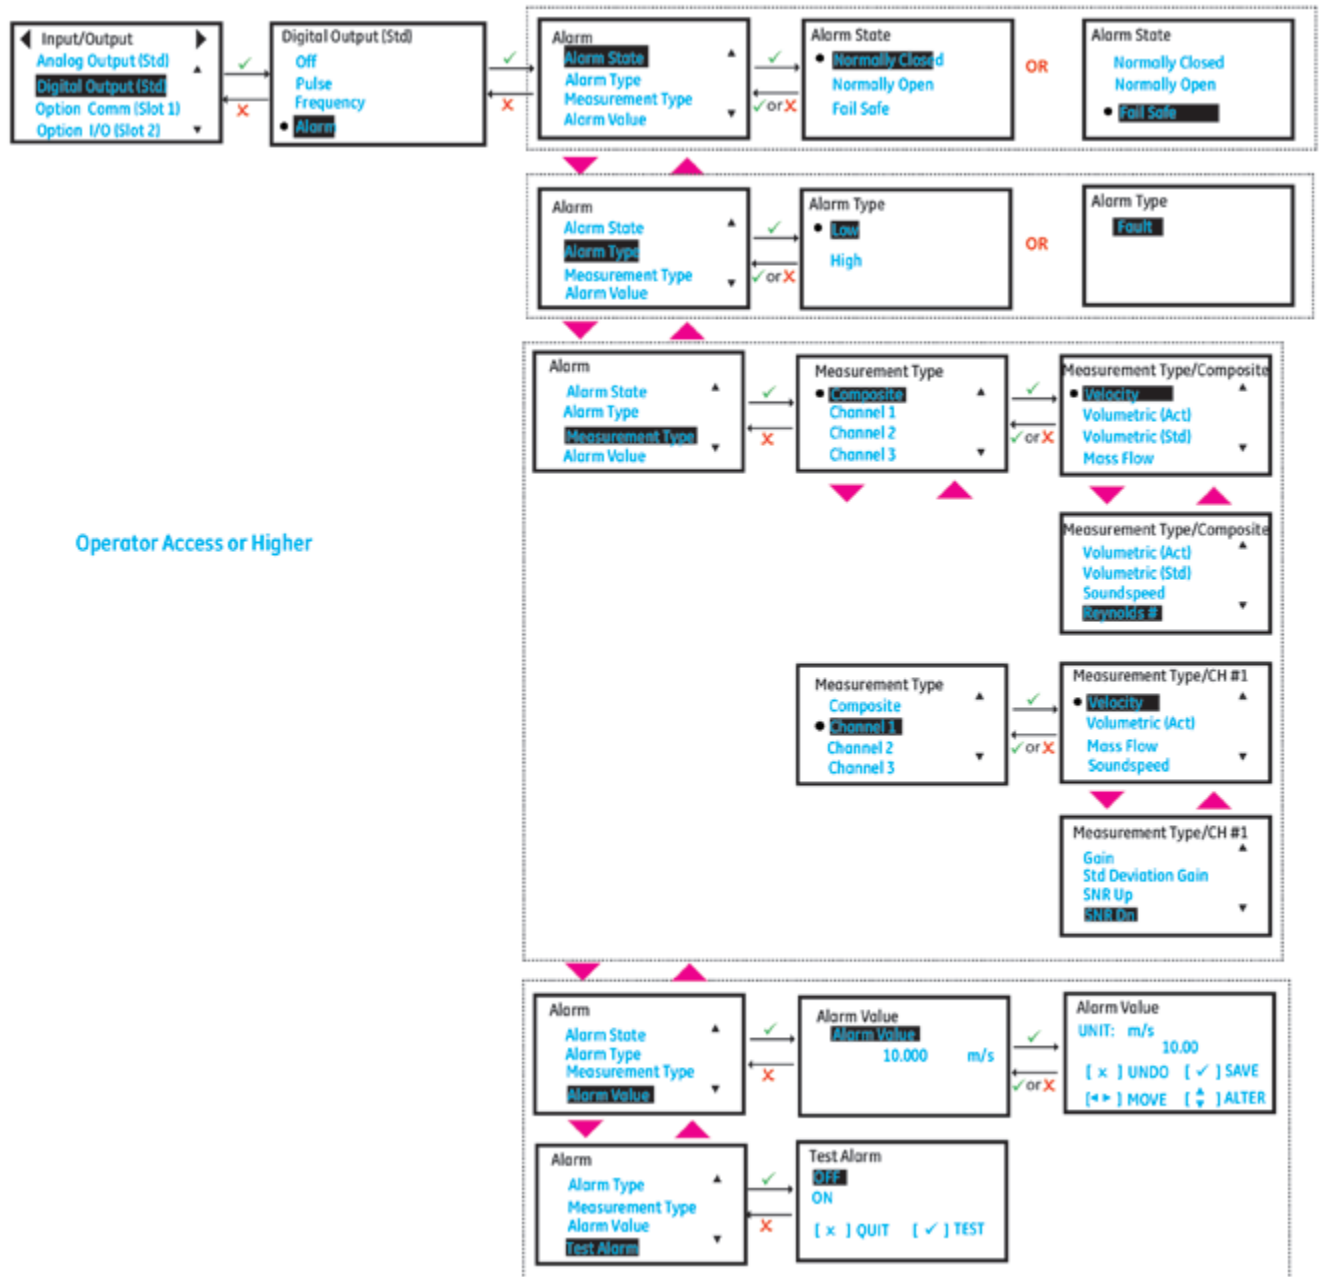 Input/Output
Analog Output (Std)
Digital Output (Std)
Option Comm (Slot 1)
Option I/O (Slot 2)
✓
X
Digital Output (Std)
Off
Pulse
Frequency
Alarm
✓
X
Alarm
Alarm State
Alarm Type
Measurement Type
Alarm Value
✓
✓ or X
Alarm State
Normally Closed
Normally Open
Fail Safe
OR
Alarm State
Normally Closed
Normally Open
Fail Safe
Alarm
Alarm State
Alarm Type
Measurement Type
Alarm Value
✓
✓ or X
Alarm Type
Low
High
OR
Alarm Type
Fault
Alarm
Alarm State
Alarm Type
Measurement Type
Alarm Value
✓
X
Measurement Type
Composite
Channel 1
Channel 2
Channel 3
✓
✓ or X
Measurement Type/Composite
Velocity
Volumetric (Act)
Volumetric (Std)
Mass Flow
Operator Access or Higher
Measurement Type/Composite
Volumetric (Act)
Volumetric (Std)
Soundspeed
Reynolds #
Measurement Type
Composite
Channel 1
Channel 2
Channel 3
✓
✓ or X
Measurement Type/CH #1
Velocity
Volumetric (Act)
Mass Flow
Soundspeed
Measurement Type/CH #1
Gain
Std Deviation Gain
SNR Up
SNR Dn
Alarm
Alarm State
Alarm Type
Measurement Type
Alarm Value
✓
X
Alarm Value
Alarm Value
10.000 m/s
✓
✓ or X
Alarm Value
UNIT: m/s
10.00
[ x ] UNDO [ ✓ ] SAVE
[◄►] MOVE [▲▼] ALTER
Alarm
Alarm Type
Measurement Type
Alarm Value
Test Alarm
✓
X
Test Alarm
OFF
ON
[ x ] QUIT [ ✓ ] TEST